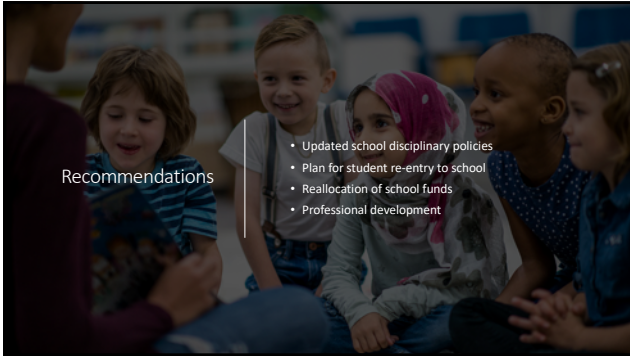 Recommendations
• Updated school disciplinary policies
• Plan for student re-entry to school
• Reallocation of school funds
• Professional development